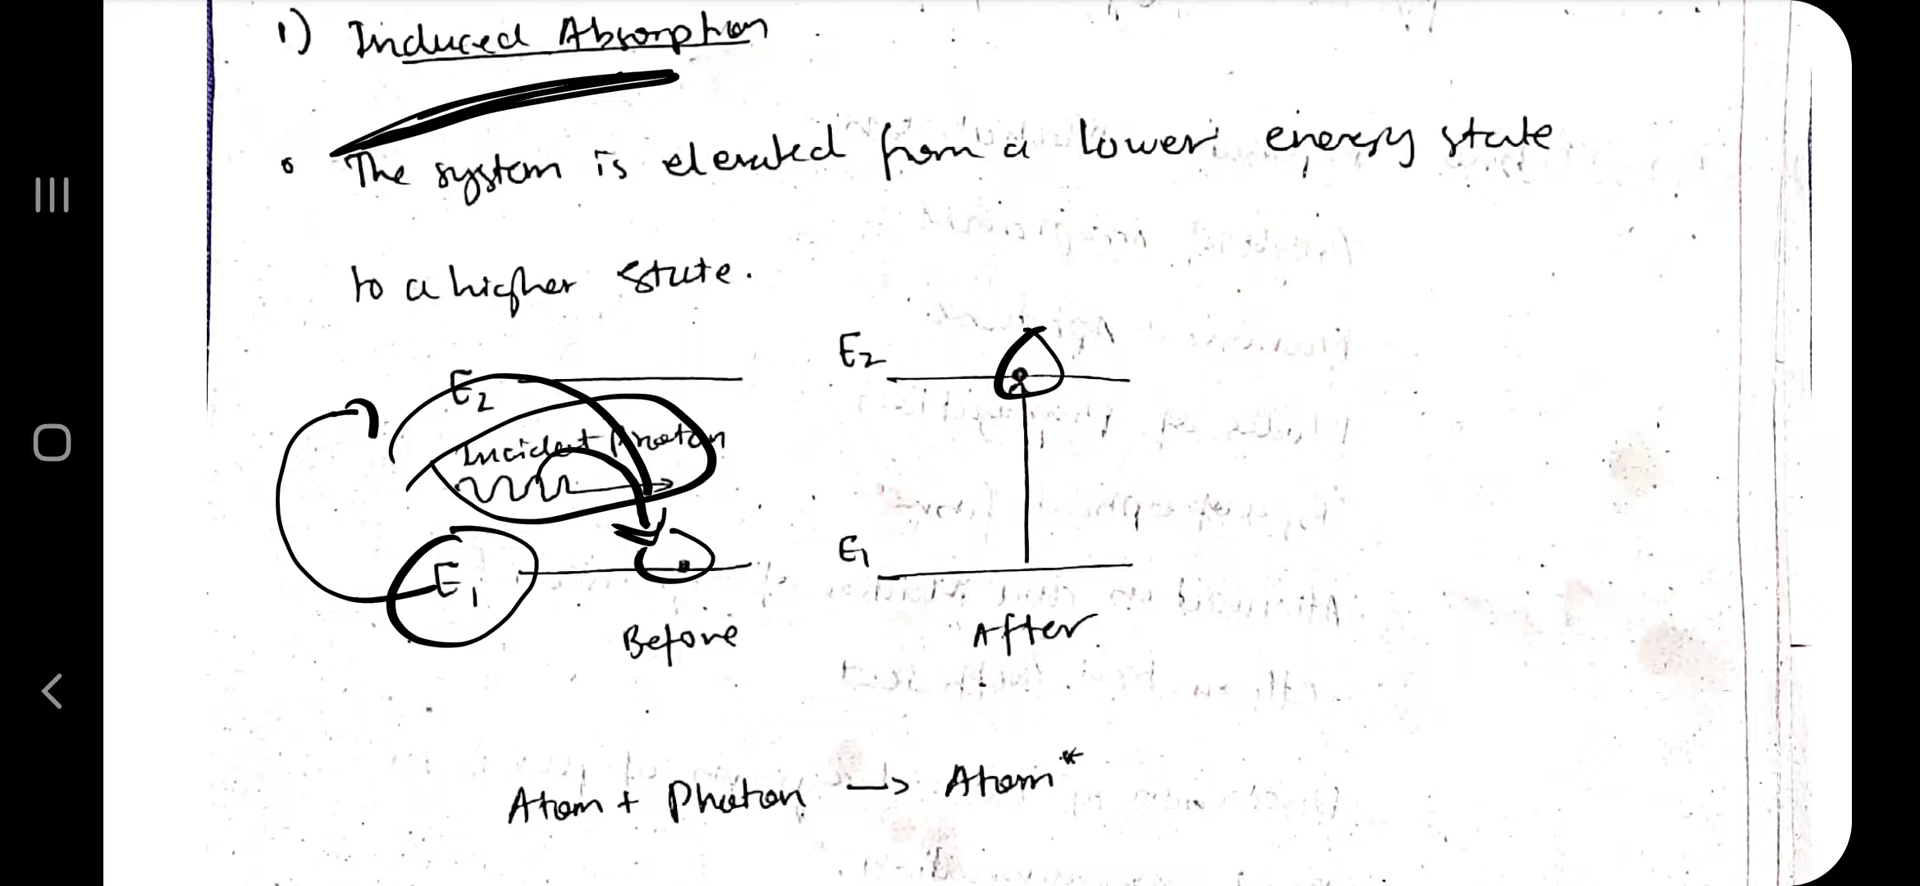 1) Induced Absorption
The system is elevated from a lower energy state
to a higher state.
E2
Incident Photon
E1
Before
E2
E1
After
Atom + Photon → Atom*